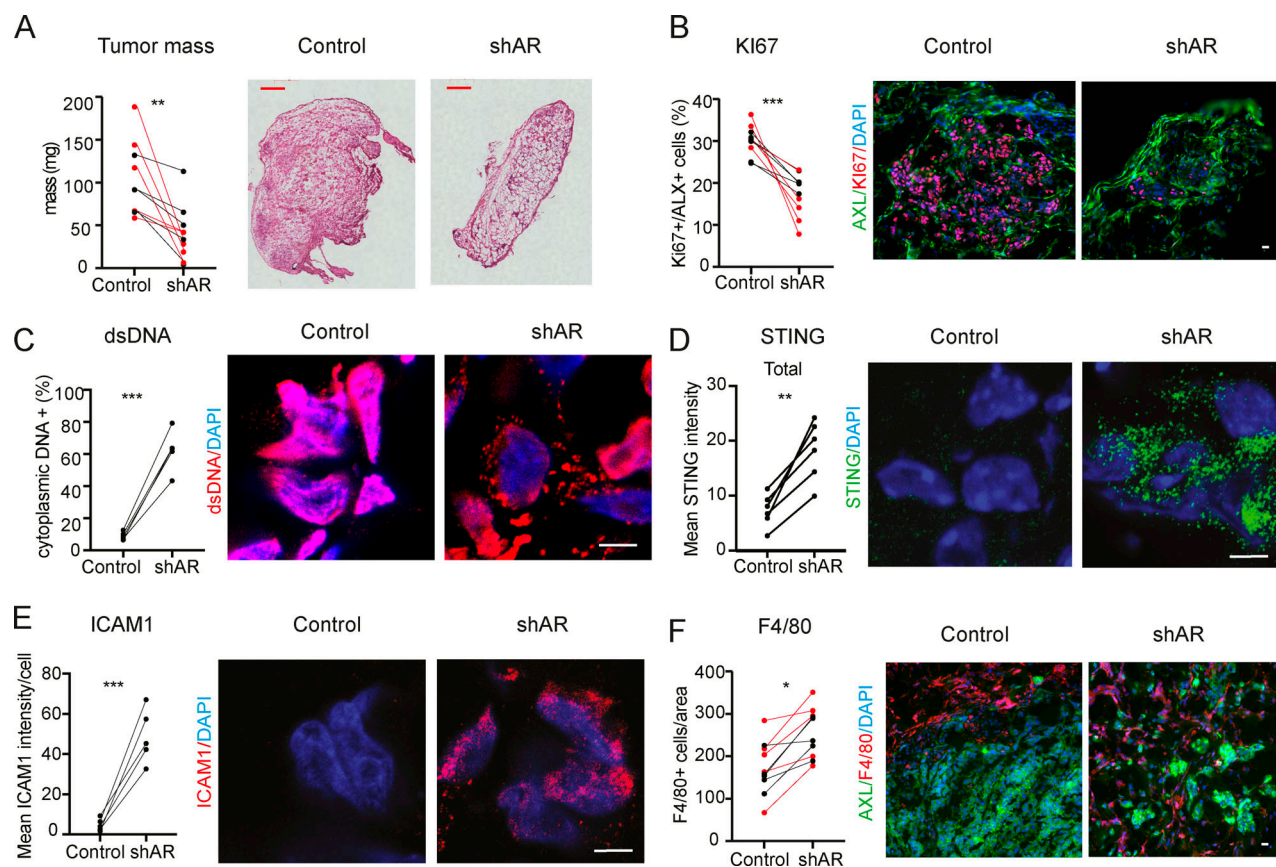 A
Tumor mass
Control
shAR
mass (mg)
200
150
100
50
0
**
Control shAR
B
KI67
Control
shAR
Ki67+/ALX+ cells (%)
40
30
20
10
0
***
Control shAR
AXL/KI67/DAPI
C
dsDNA
Control
shAR
cytoplasmic DNA + (%)
100
80
60
40
20
0
***
Control shAR
dsDNA/DAPI
D
STING
Total
Control
shAR
Mean STING intensity
30
20
10
0
**
Control shAR
STING/DAPI
E
ICAM1
Control
shAR
Mean ICAM1 intensity/cell
80
60
40
20
0
***
Control shAR
ICAM1/DAPI
F
F4/80
Control
shAR
F4/80+ cells/area
400
300
200
100
0
*
Control shAR
AXL/F4/80/DAPI